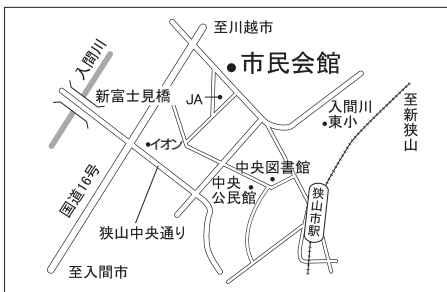 至川越市
市民会館
入間川
新富士見橋
JA
入間川
東小
至新狭山
イオン
国道16号
中央図書館
中央
公民館
狭山市駅
狭山中央通り
至入間市